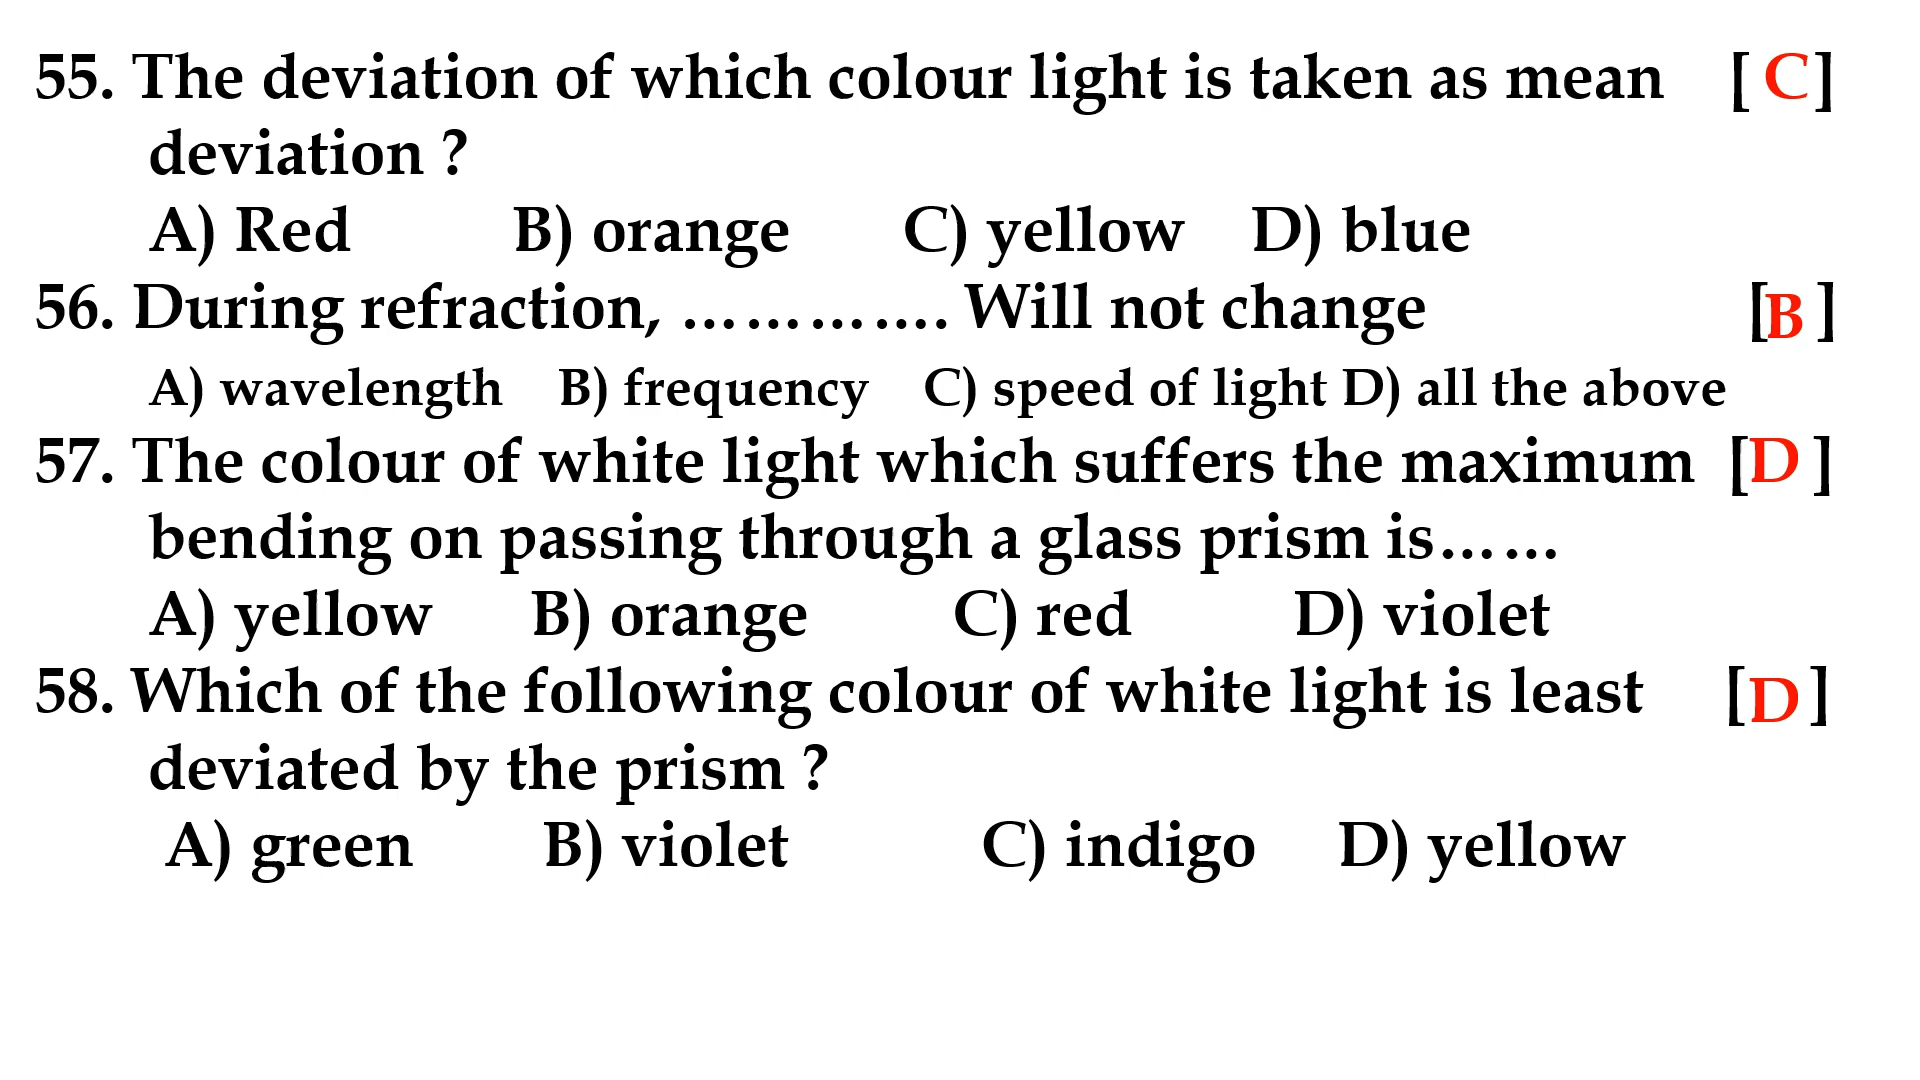 55. The deviation of which colour light is taken as mean [ C]
deviation ?
A) Red B) orange C) yellow D) blue
56. During refraction, …………. Will not change [B ]
A) wavelength B) frequency C) speed of light D) all the above
57. The colour of white light which suffers the maximum [D ]
bending on passing through a glass prism is……
A) yellow B) orange C) red D) violet
58. Which of the following colour of white light is least [D ]
deviated by the prism ?
A) green B) violet C) indigo D) yellow